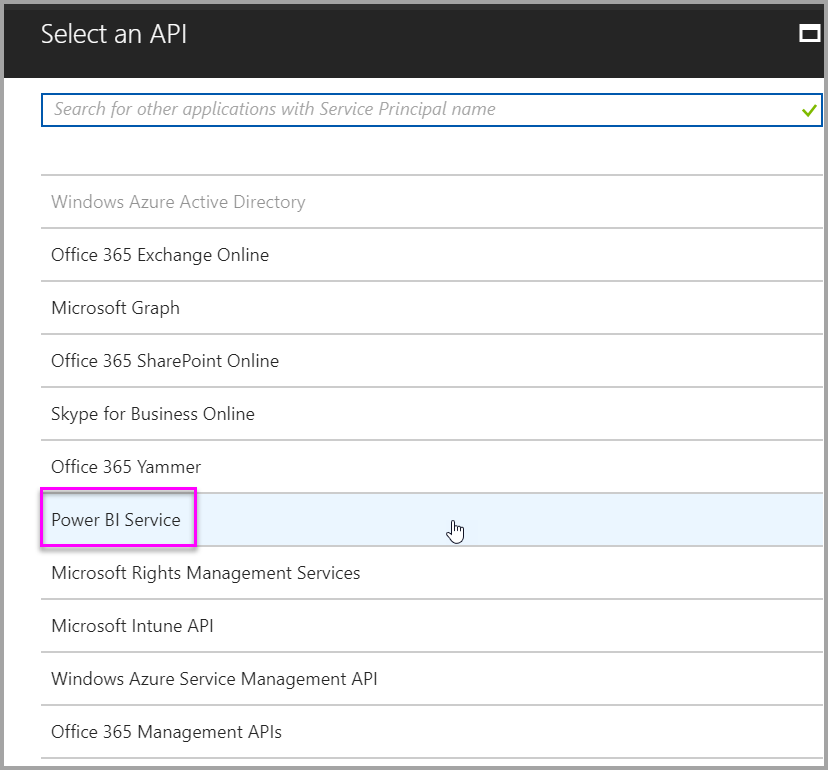 Select an API
Search for other applications with Service Principal name
Windows Azure Active Directory
Office 365 Exchange Online
Microsoft Graph
Office 365 SharePoint Online
Skype for Business Online
Office 365 Yammer
Power BI Service
Microsoft Rights Management Services
Microsoft Intune API
Windows Azure Service Management API
Office 365 Management APIs